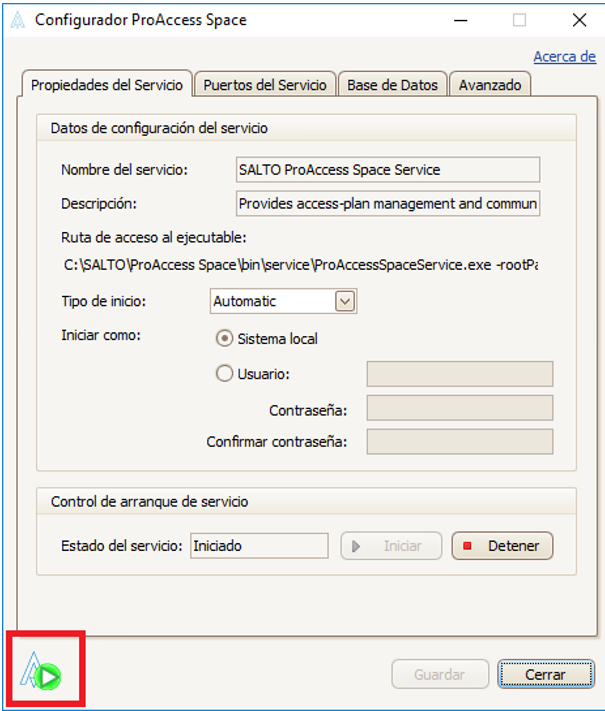 Configurador ProAccess Space
Acerca de
Propiedades del Servicio
Puertos del Servicio
Base de Datos
Avanzado
Datos de configuración del servicio
Nombre del servicio:
SALTO ProAccess Space Service
Descripción:
Provides access-plan management and commun
Ruta de acceso al ejecutable:
C:\SALTO\ProAccess Space\bin\service\ProAccessSpaceService.exe -rootPa
Tipo de inicio:
Automatic
Iniciar como:
Sistema local
Usuario:
Contraseña:
Confirmar contraseña:
Control de arranque de servicio
Estado del servicio:
Iniciado
Iniciar
Detener
Guardar
Cerrar